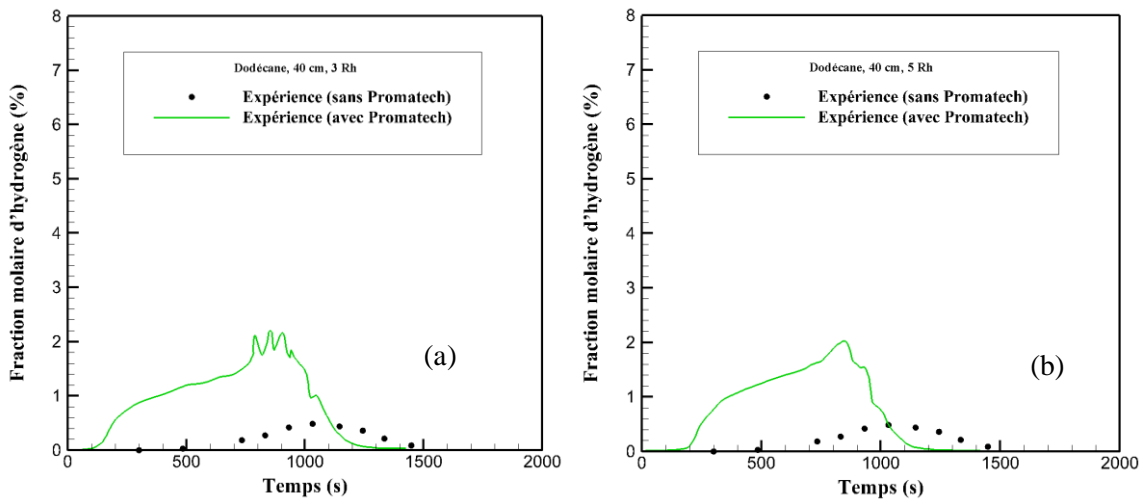 Fraction molaire d'hydrogène (%)
8
7
6
5
4
3
2
1
0
Dodécane, 40 cm, 3 Rh
Expérience (sans Promatech)
Expérience (avec Promatech)
(a)
0 500 1000 1500 2000
Temps (s)
Fraction molaire d'hydrogène (%)
8
7
6
5
4
3
2
1
0
Dodécane, 40 cm, 5 Rh
Expérience (sans Promatech)
Expérience (avec Promatech)
(b)
0 500 1000 1500 2000
Temps (s)